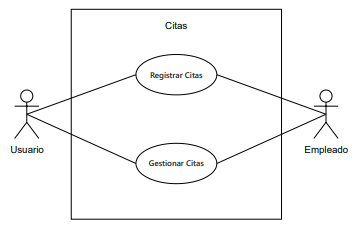 Citas
Registrar Citas
Usuario
Empleado
Gestionar Citas